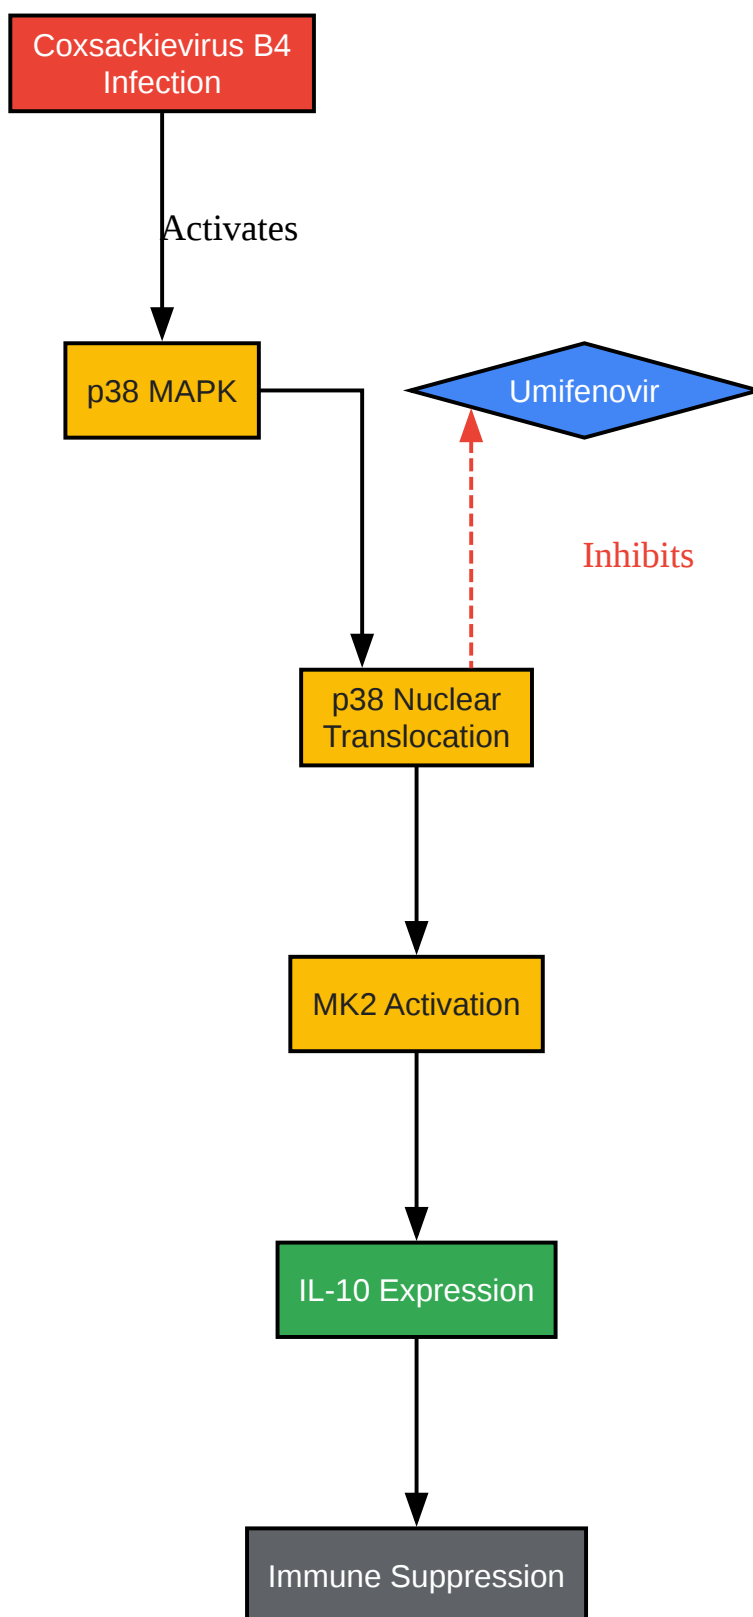 Coxsackievirus B4
Infection
Activates
p38 MAPK
Umifenovir
Inhibits
p38 Nuclear
Translocation
MK2 Activation
IL-10 Expression
Immune Suppression